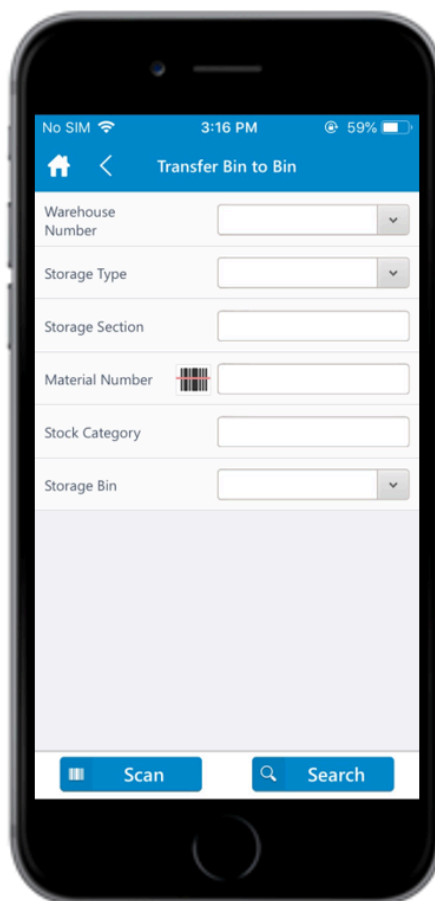 No SIM 3:16 PM 59%
Transfer Bin to Bin
Warehouse
Number
Storage Type
Storage Section
Material Number
Stock Category
Storage Bin
Scan Search